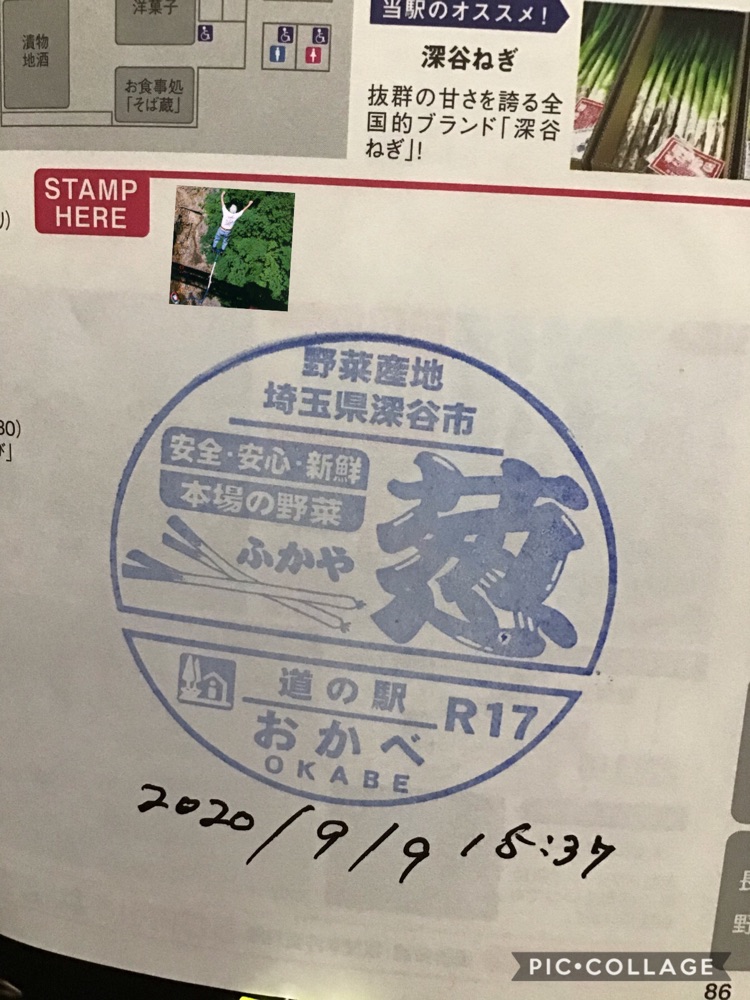 洋菓子
漬物
地酒
お食事処
「そば蔵」
当駅のオススメ!
深谷ねぎ
抜群の甘さを誇る全
国的ブランド「深谷
ねぎ」!
STAMP
HERE
野菜産地
埼玉県深谷市
安全・安心・新鮮
本場の野菜
ふかや
葱
道の駅
R17
おかべ
OKABE
2020/9/9 15:37
PIC•COLLAGE
86